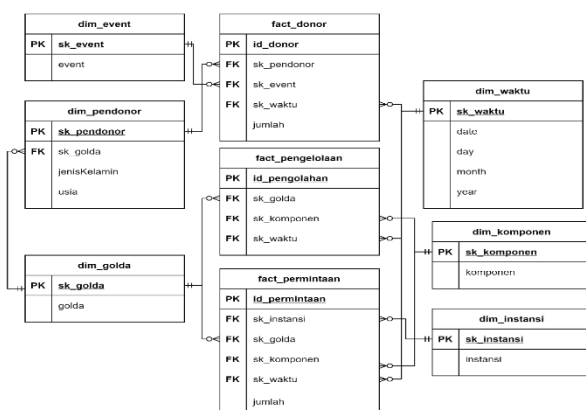 dim_event
PK sk_event
event
dim_pendonor
PK sk_pendonor
FK sk_golda
jenisKelamin
usia
dim_golda
PK sk_golda
golda
fact_donor
PK id_donor
FK sk_pendonor
FK sk_event
FK sk_waktu
jumlah
fact_pengelolaan
PK id_pengolahan
FK sk_golda
FK sk_komponen
FK sk_waktu
fact_permintaan
PK id_permintaan
FK sk_instansi
FK sk_golda
FK sk_komponen
FK sk_waktu
jumlah
dim_waktu
PK sk_waktu
date
day
month
year
dim_komponen
PK sk_komponen
komponen
dim_instansi
PK sk_instansi
instansi